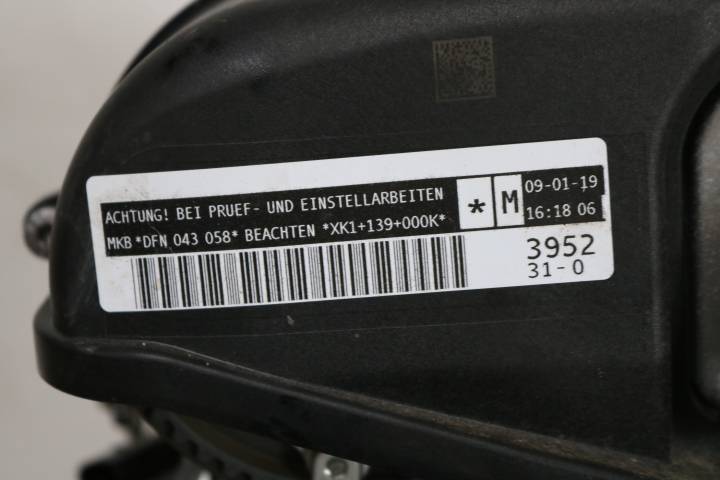 ACHTUNG! BEI PRUEF- UND EINSTELLARBEITEN
MKB *DFN 043 058* BEACHTEN *XK1+139+000K*
* M
09-01-19
16:18 06
3952
31-0